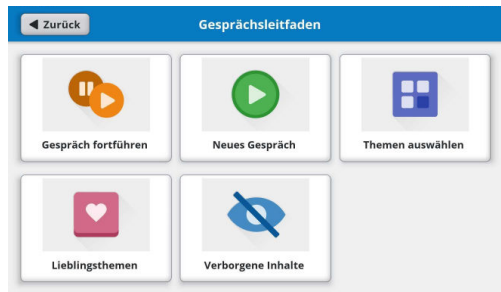 Zurück
Gesprächsleitfaden
Gespräch fortführen
Neues Gespräch
Themen auswählen
Lieblingsthemen
Verborgene Inhalte